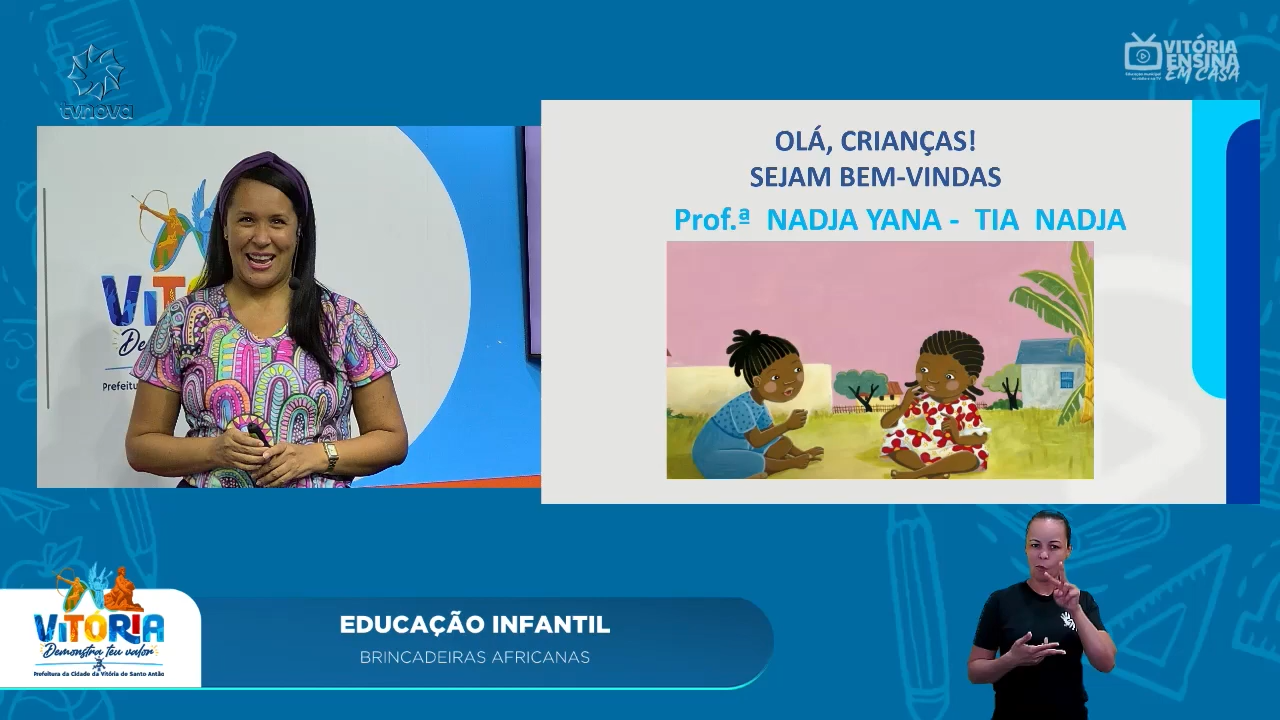 tvnova
VITÓRIA
ENSINA
EM CASA
OLÁ, CRIANÇAS!
SEJAM BEM-VINDAS
Prof.ª NADJA YANA - TIA NADJA
EDUCAÇÃO INFANTIL
BRINCADEIRAS AFRICANAS
VITÓRIA
Demonstra teu valor
Prefeitura da Cidade da Vitória de Santo Antão